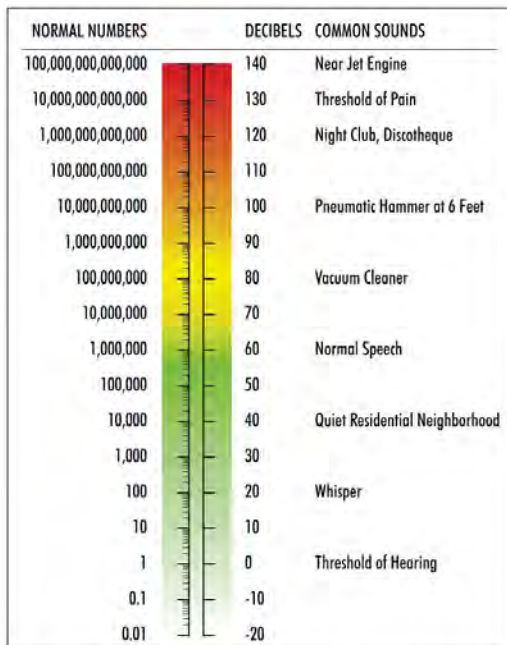 NORMAL NUMBERS DECIBELS COMMON SOUNDS
100,000,000,000,000 140 Near Jet Engine
10,000,000,000,000 130 Threshold of Pain
1,000,000,000,000 120 Night Club, Discotheque
100,000,000,000 110
10,000,000,000 100 Pneumatic Hammer at 6 Feet
1,000,000,000 90
100,000,000 80 Vacuum Cleaner
10,000,000 70
1,000,000 60 Normal Speech
100,000 50
10,000 40 Quiet Residential Neighborhood
1,000 30
100 20 Whisper
10 10
1 0 Threshold of Hearing
0.1 -10
0.01 -20